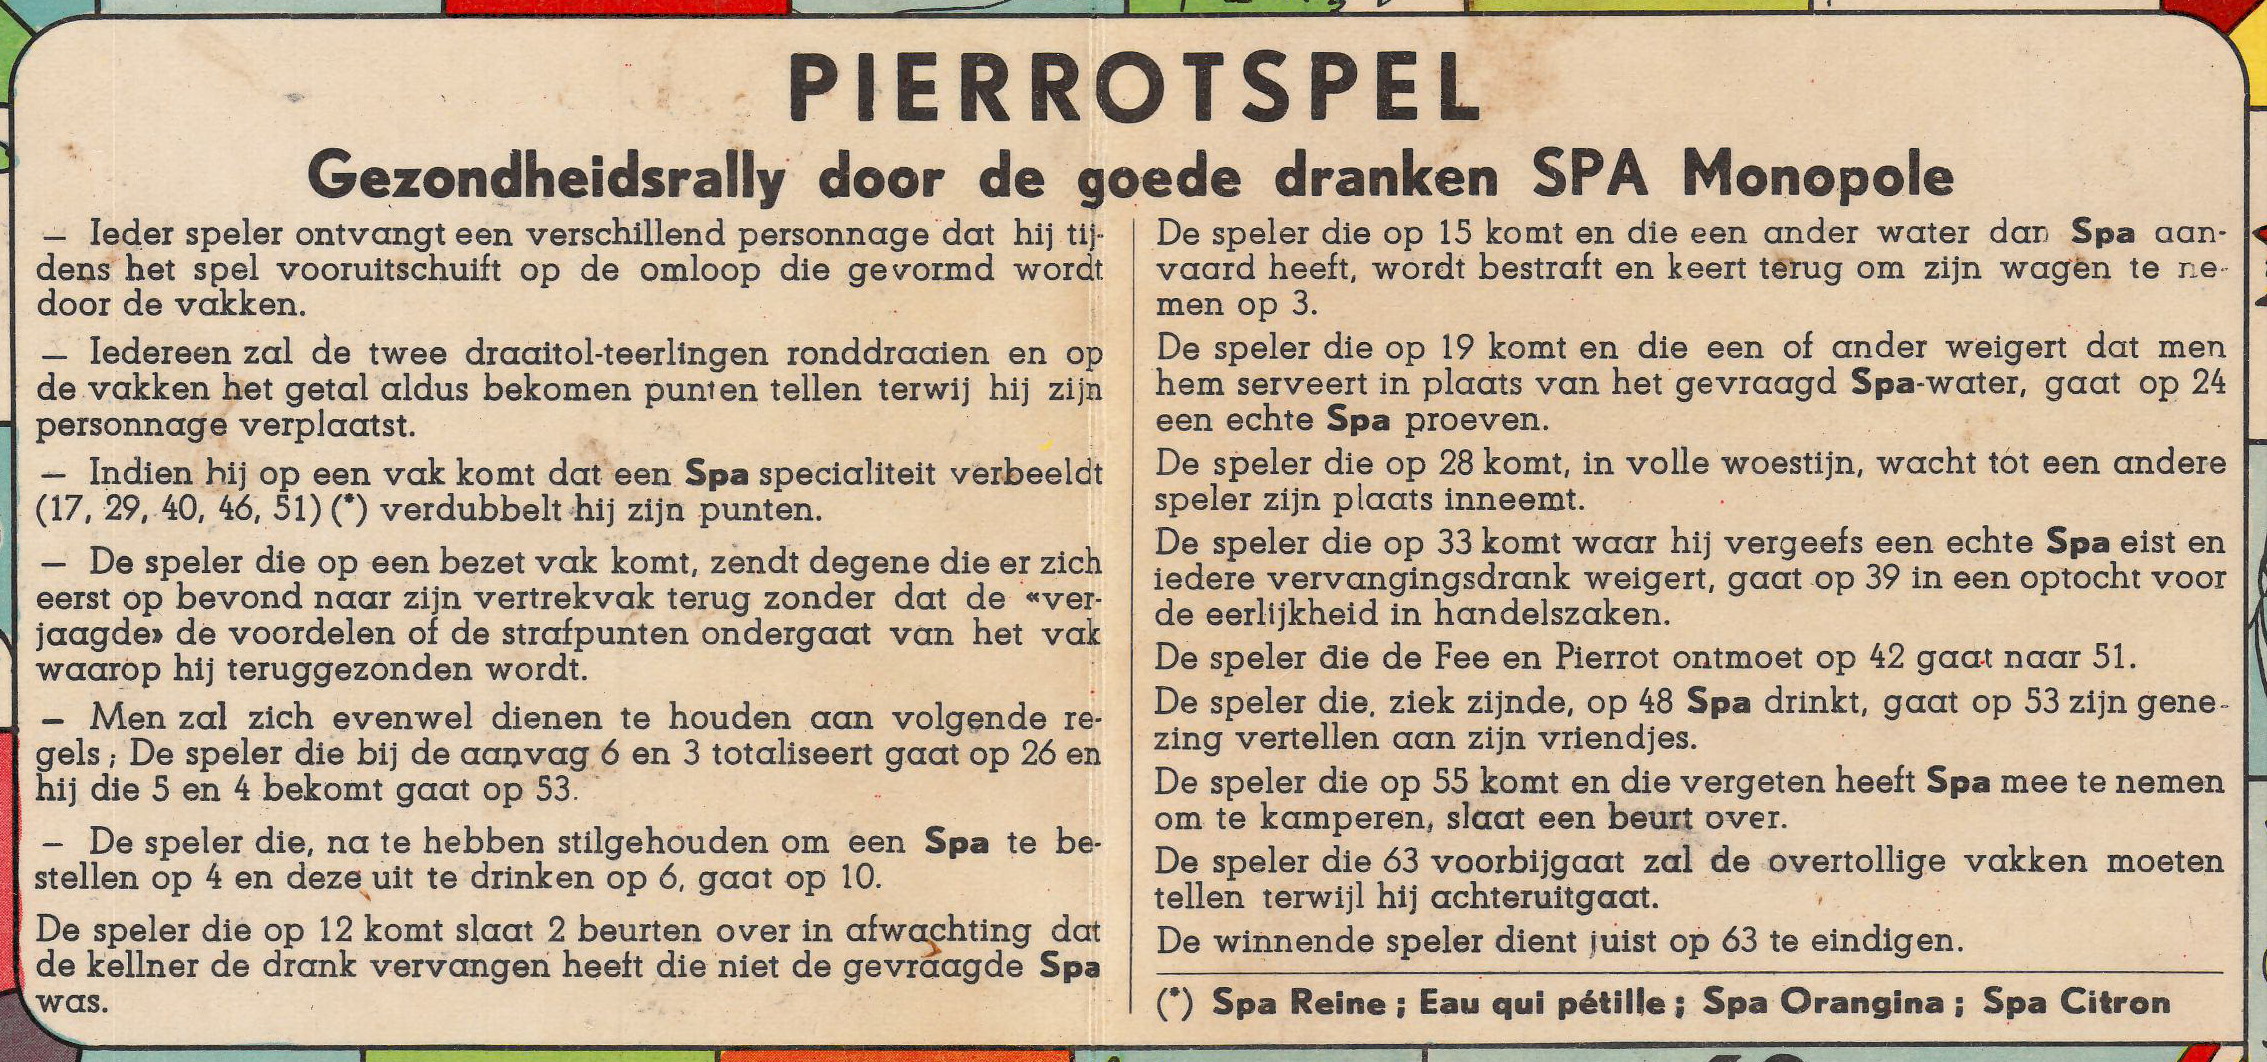 PIERROTSPEL
Gezondheidsrally door de goede dranken SPA Monopole
— Ieder speler ontvangt een verschillend personnage dat hij tij-
dens het spel vooruitschuift op de omloop die gevormd wordt
door de vakken.
— Iedereen zal de twee draaitol-teerlingen ronddraaien en op
de vakken het getal aldus bekomen punten tellen terwij hij zijn
personnage verplaatst.
— Indien hij op een vak komt dat een Spa specialiteit verbeeldt
(17, 29, 40, 46, 51) (*) verdubbelt hij zijn punten.
— De speler die op een bezet vak komt, zendt degene die er zich
eerst op bevond naar zijn vertrekvak terug zonder dat de «ver-
jaagde» de voordelen of de strafpunten ondergaat van het vak
waarop hij teruggezonden wordt.
— Men zal zich evenwel dienen te houden aan volgende re-
gels ; De speler die bij de aanvag 6 en 3 totaliseert gaat op 26 en
hij die 5 en 4 bekomt gaat op 53.
— De speler die, na te hebben stilgehouden om een Spa te be-
stellen op 4 en deze uit te drinken op 6, gaat op 10.
De speler die op 12 komt slaat 2 beurten over in afwachting dat
de kellner de drank vervangen heeft die niet de gevraagde Spa
was.
De speler die op 15 komt en die een ander water dan Spa aan-
vaard heeft, wordt bestraft en keert terug om zijn wagen te ne-
men op 3.
De speler die op 19 komt en die een of ander weigert dat men
hem serveert in plaats van het gevraagd Spa-water, gaat op 24
een echte Spa proeven.
De speler die op 28 komt, in volle woestijn, wacht tot een andere
speler zijn plaats inneemt.
De speler die op 33 komt waar hij vergeefs een echte Spa eist en
iedere vervangingsdrank weigert, gaat op 39 in een optocht voor
de eerlijkheid in handelszaken.
De speler die de Fee en Pierrot ontmoet op 42 gaat naar 51.
De speler die, ziek zijnde, op 48 Spa drinkt, gaat op 53 zijn gene-
zing vertellen aan zijn vriendjes.
De speler die op 55 komt en die vergeten heeft Spa mee te nemen
om te kamperen, slaat een beurt over.
De speler die 63 voorbijgaat zal de overtollige vakken moeten
tellen terwijl hij achteruitgaat.
De winnende speler dient juist op 63 te eindigen.
(*) Spa Reine ; Eau qui pétille ; Spa Orangina ; Spa Citron